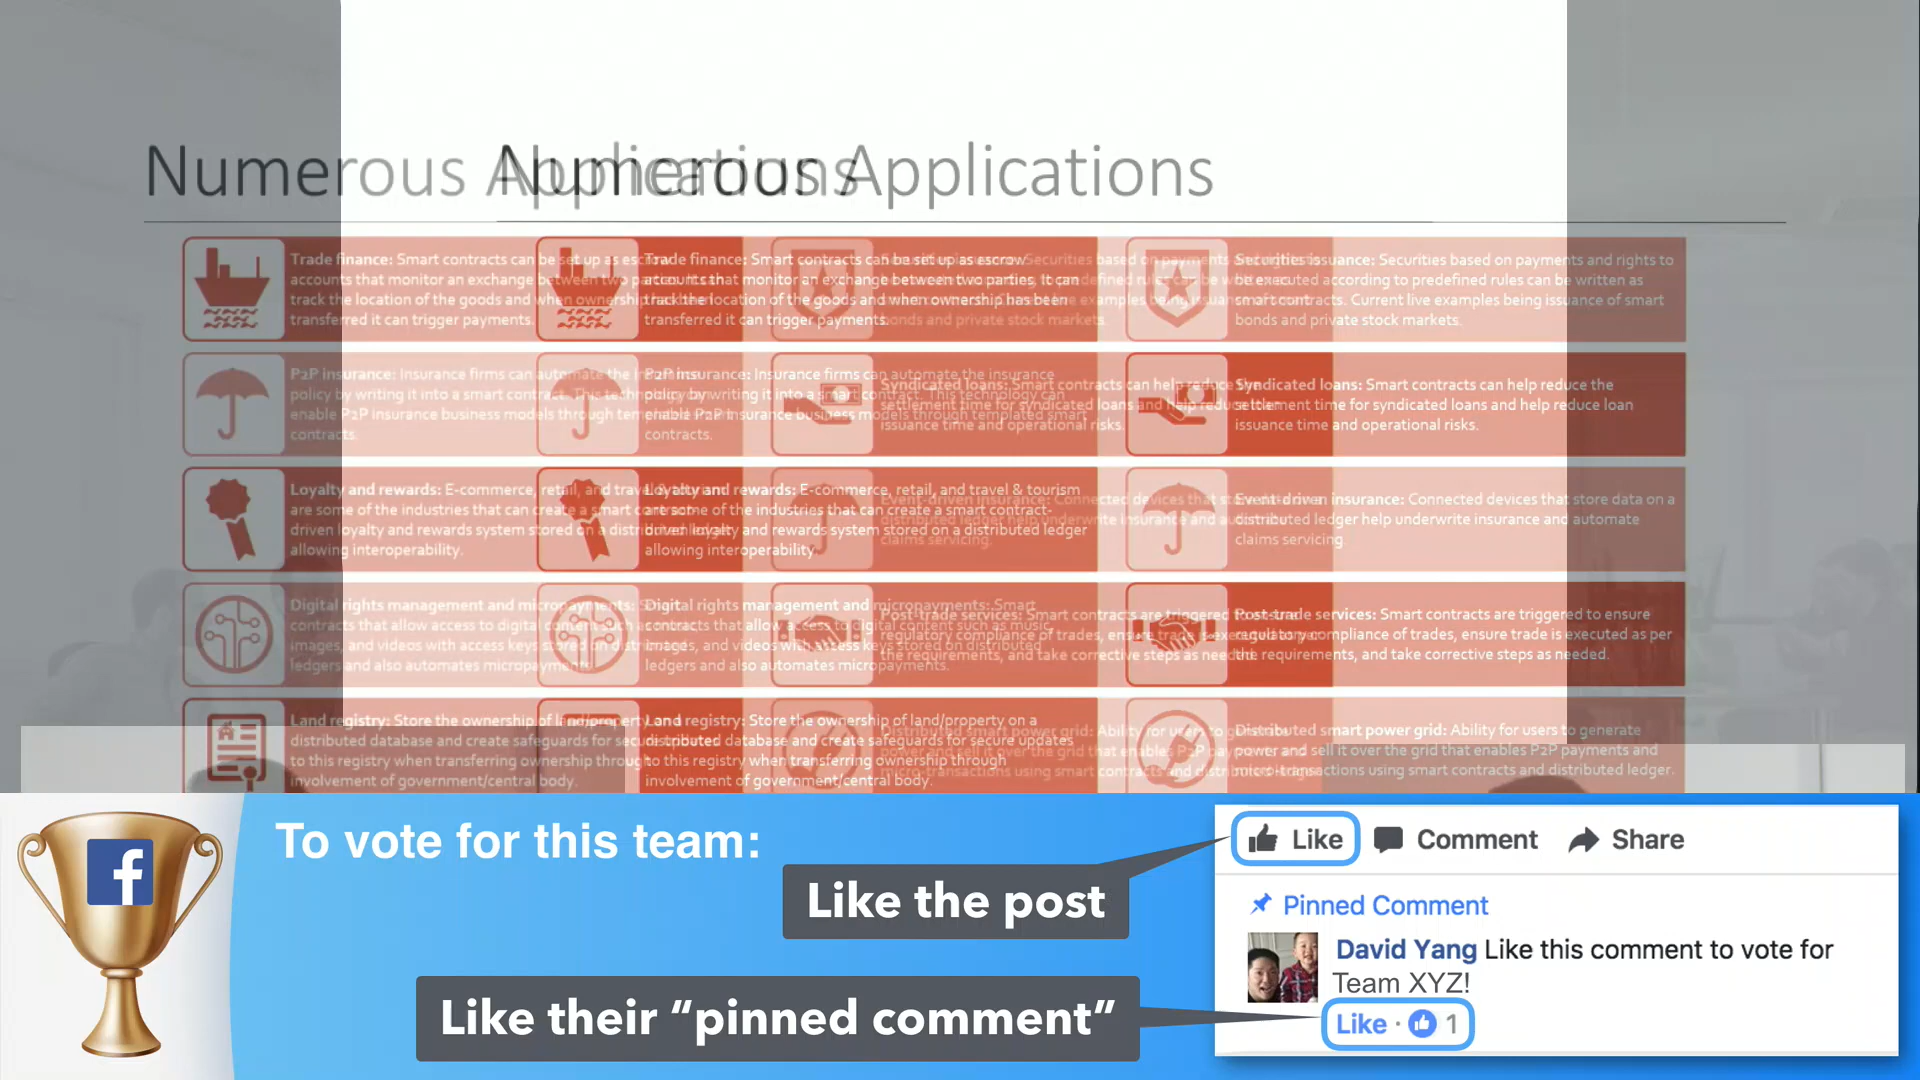 Numerous Applications
Numerous Applications
Trade finance: Smart contracts can be set up as escrow
accounts that monitor an exchange between two parties. It can
track the location of the goods and when ownership has been
transferred it can trigger payments.
Securities issuance: Securities based on payments and rights to
be executed according to predefined rules can be written as
smart contracts. Current live examples being issuance of smart
bonds and private stock markets.
P2P insurance: Insurance firms can automate the insurance
policy by writing it into a smart contract. This technology can
enable P2P insurance business models through templated smart
contracts.
Syndicated loans: Smart contracts can help reduce the
settlement time for syndicated loans and help reduce loan
issuance time and operational risks.
Loyalty and rewards: E-commerce, retail, and travel & tourism
are some of the industries that can create a smart contract-
driven loyalty and rewards system stored on a distributed ledger
allowing interoperability.
Event-driven insurance: Connected devices that store data on a
distributed ledger help underwrite insurance and automate
claims servicing.
Digital rights management and micropayments: Smart
contracts that allow access to digital content such as music,
images, and videos with access keys stored on distributed
ledgers and also automates micropayments.
Post-trade services: Smart contracts are triggered to ensure
regulatory compliance of trades, ensure trade is executed as per
the requirements, and take corrective steps as needed.
Land registry: Store the ownership of land/property on a
distributed database and create safeguards for secure updates
to this registry when transferring ownership through
involvement of government/central body.
Distributed smart power grid: Ability for users to generate
power and sell it over the grid that enables P2P payments and
micro-transactions using smart contracts and distributed ledger.
To vote for this team:
Like the post
Like their “pinned comment”
Like Comment Share
Pinned Comment
David Yang Like this comment to vote for
Team XYZ!
Like · 1